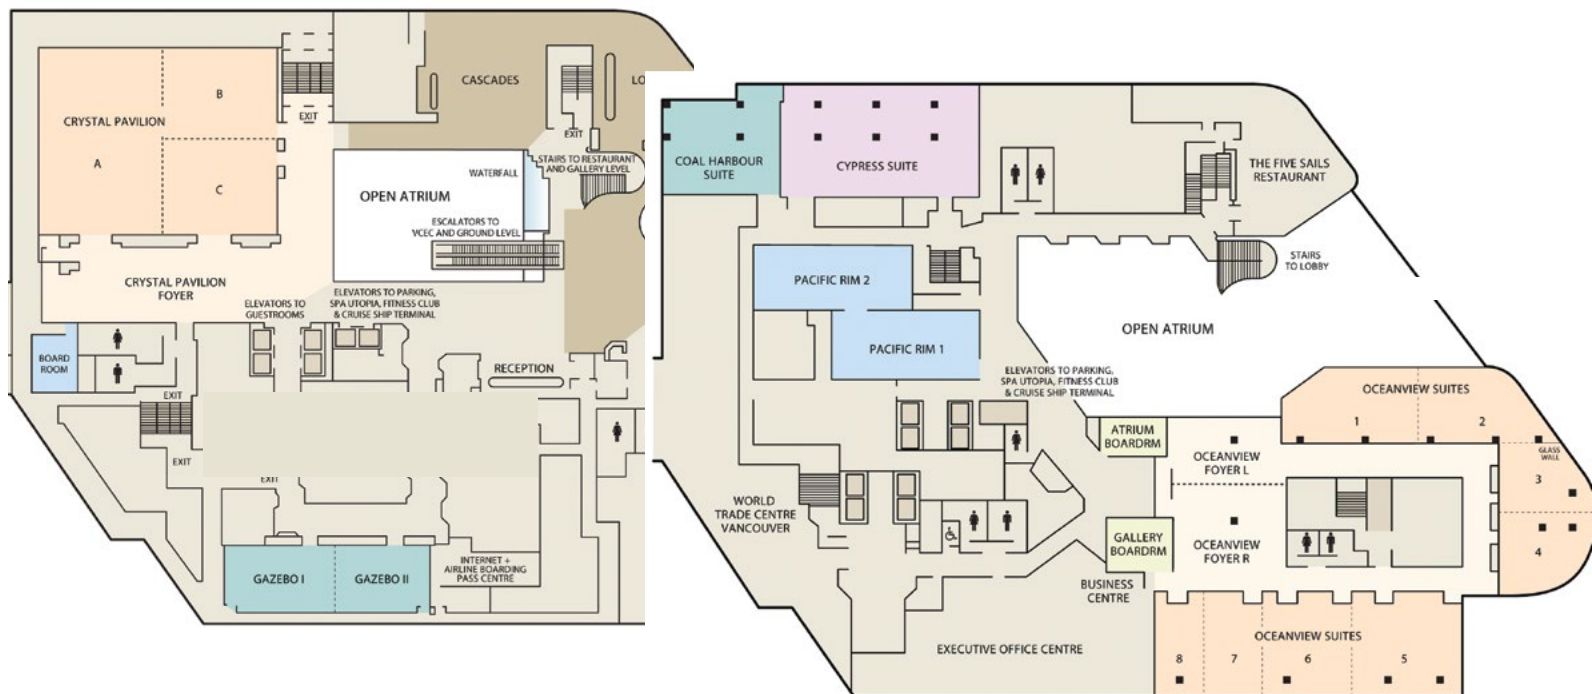 CASCADES
LO
B
CRYSTAL PAVILION
EXIT
A
C
EXIT
STAIRS TO RESTAURANT
AND GALLERY LEVEL
WATERFALL
OPEN ATRIUM
ESCALATORS TO
VCEC AND GROUND LEVEL
CRYSTAL PAVILION
FOYER
ELEVATORS TO
GUESTROOMS
ELEVATORS TO PARKING,
SPA UTOPIA, FITNESS CLUB
& CRUISE SHIP TERMINAL
BOARD
ROOM
RECEPTION
EXIT
EXIT
EXIT
GAZEBO I
GAZEBO II
INTERNET +
AIRLINE BOARDING
PASS CENTRE
COAL HARBOUR
SUITE
CYPRESS SUITE
THE FIVE SAILS
RESTAURANT
STAIRS
TO LOBBY
PACIFIC RIM 2
OPEN ATRIUM
PACIFIC RIM 1
ELEVATORS TO PARKING,
SPA UTOPIA, FITNESS CLUB
& CRUISE SHIP TERMINAL
OCEANVIEW SUITES
1
2
ATRIUM
BOARDRM
OCEANVIEW
FOYER L
GLASS
WALL
3
WORLD
TRADE CENTRE
VANCOUVER
GALLERY
BOARDRM
OCEANVIEW
FOYER R
4
BUSINESS
CENTRE
EXECUTIVE OFFICE CENTRE
OCEANVIEW SUITES
8
7
6
5